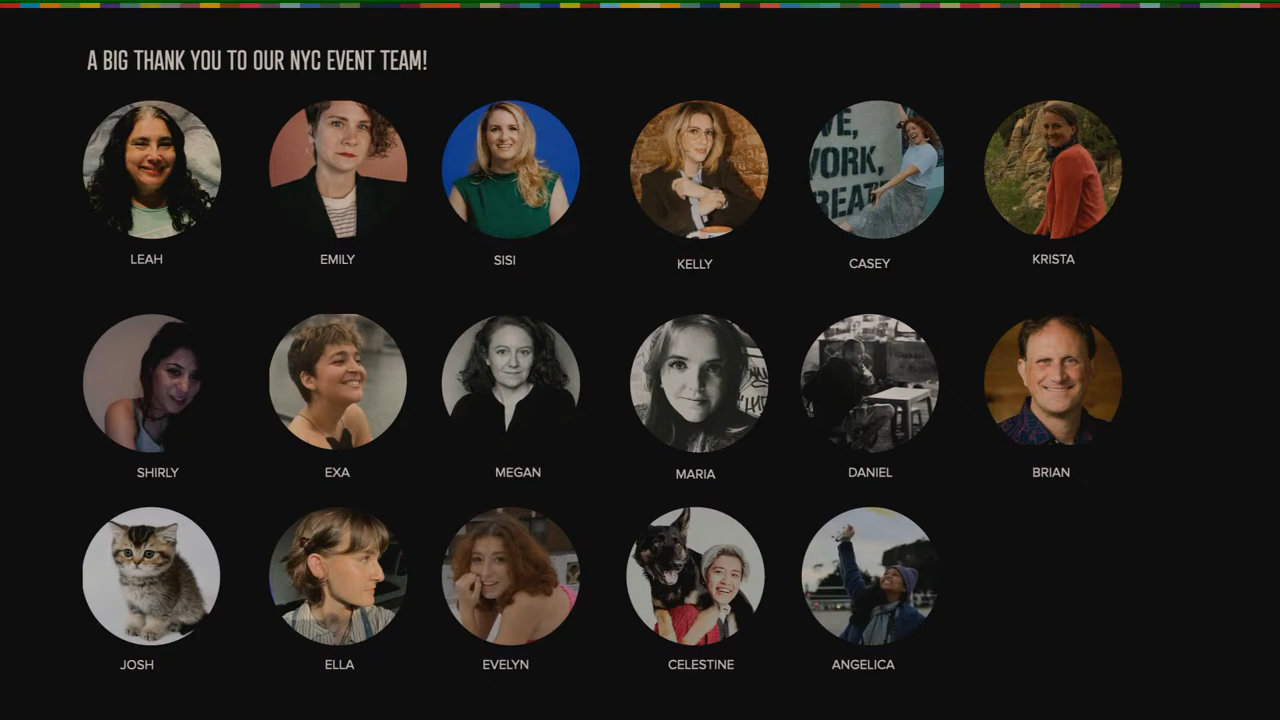 A BIG THANK YOU TO OUR NYC EVENT TEAM!
LEAH
EMILY
SISI
KELLY
CASEY
KRISTA
SHIRLY
EXA
MEGAN
MARIA
DANIEL
BRIAN
JOSH
ELLA
EVELYN
CELESTINE
ANGELICA